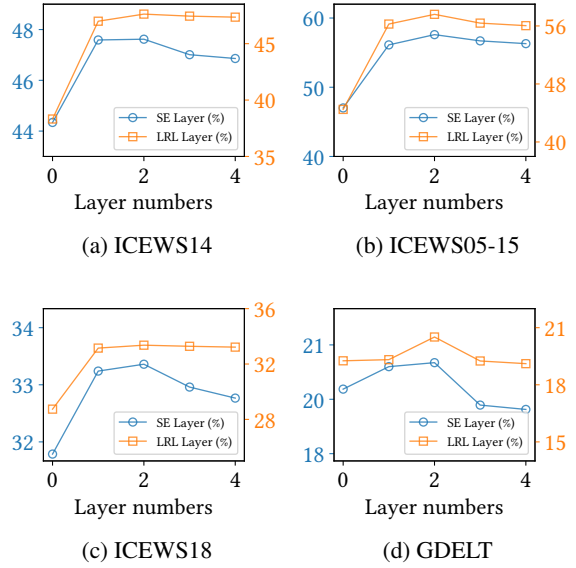 48
46
44
45
40
35
SE Layer (%)
LRL Layer (%)
0 2 4
Layer numbers
(a) ICEWS14
60
50
40
56
48
40
SE Layer (%)
LRL Layer (%)
0 2 4
Layer numbers
(b) ICEWS05-15
34
33
32
36
32
28
SE Layer (%)
LRL Layer (%)
0 2 4
Layer numbers
(c) ICEWS18
21
20
19
18
21
18
15
SE Layer (%)
LRL Layer (%)
0 2 4
Layer numbers
(d) GDELT